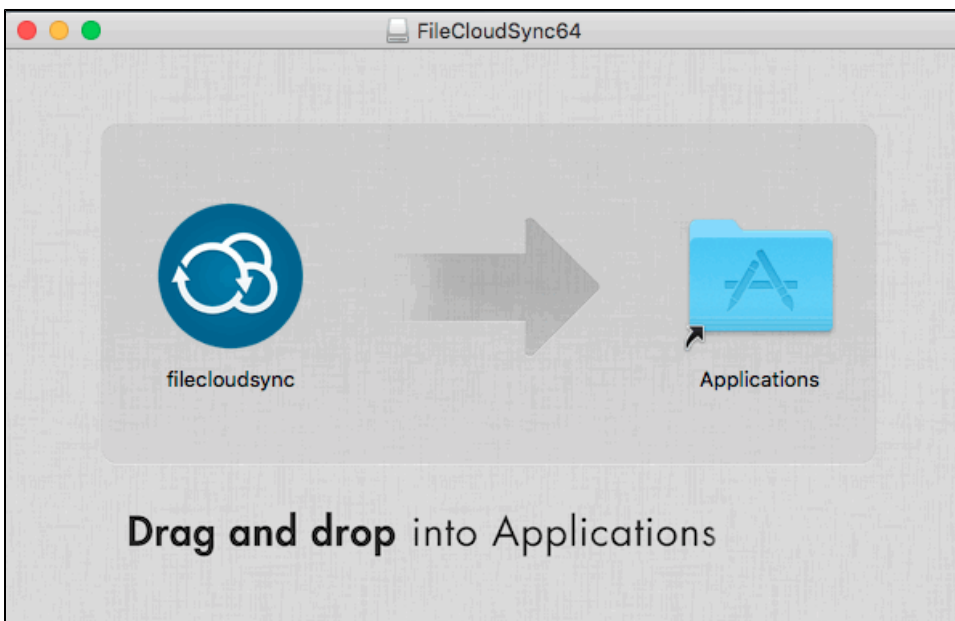 FileCloudSync64
filecloudsync
Applications
Drag and drop into Applications